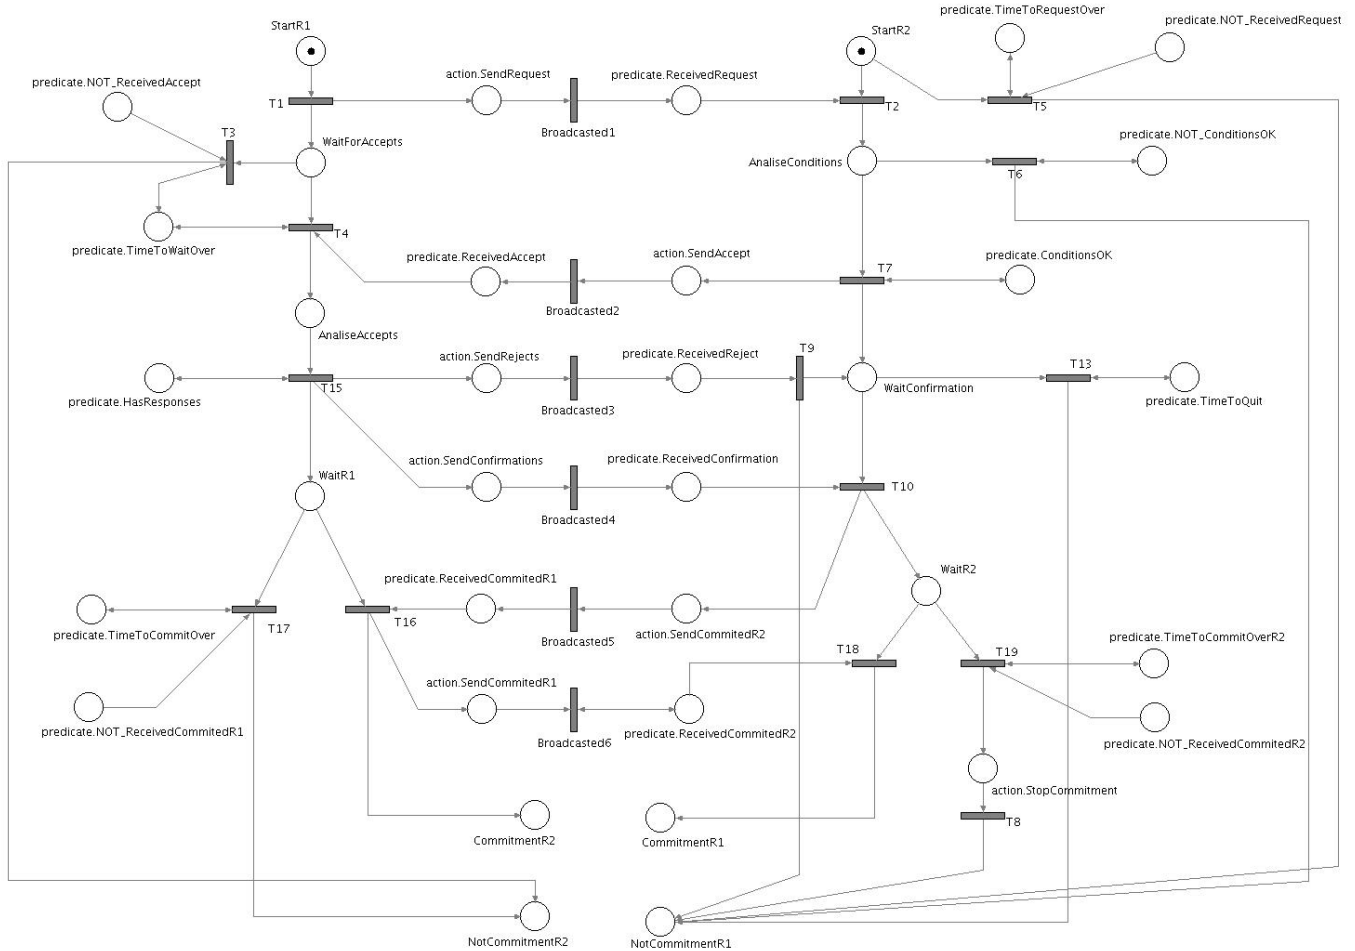 predicate.TimeToRequestOver
predicate.NOT_ReceivedRequest
StartR1
StartR2
predicate.NOT_ReceivedAccept
action.SendRequest
predicate.ReceivedRequest
T1
T2
T5
Broadcasted1
T3
WaitForAccepts
AnaliseConditions
predicate.NOT_ConditionsOK
T6
T4
predicate.TimeToWaitOver
predicate.ReceivedAccept
action.SendAccept
predicate.ConditionsOK
T7
Broadcasted2
AnaliseAccepts
action.SendRejects
predicate.ReceivedReject
T9
T13
T15
WaitConfirmation
predicate.HasResponses
predicate.TimeToQuit
Broadcasted3
action.SendConfirmations
predicate.ReceivedConfirmation
WaitR1
T10
Broadcasted4
WaitR2
predicate.ReceivedCommitedR1
T17
T16
predicate.TimeToCommitOver
Broadcasted5
action.SendCommitedR2
predicate.TimeToCommitOverR2
T18
T19
action.SendCommitedR1
predicate.NOT_ReceivedCommitedR1
Broadcasted6
predicate.ReceivedCommitedR2
predicate.NOT_ReceivedCommitedR2
action.StopCommitment
T8
CommitmentR2
CommitmentR1
NotCommitmentR2
NotCommitmentR1